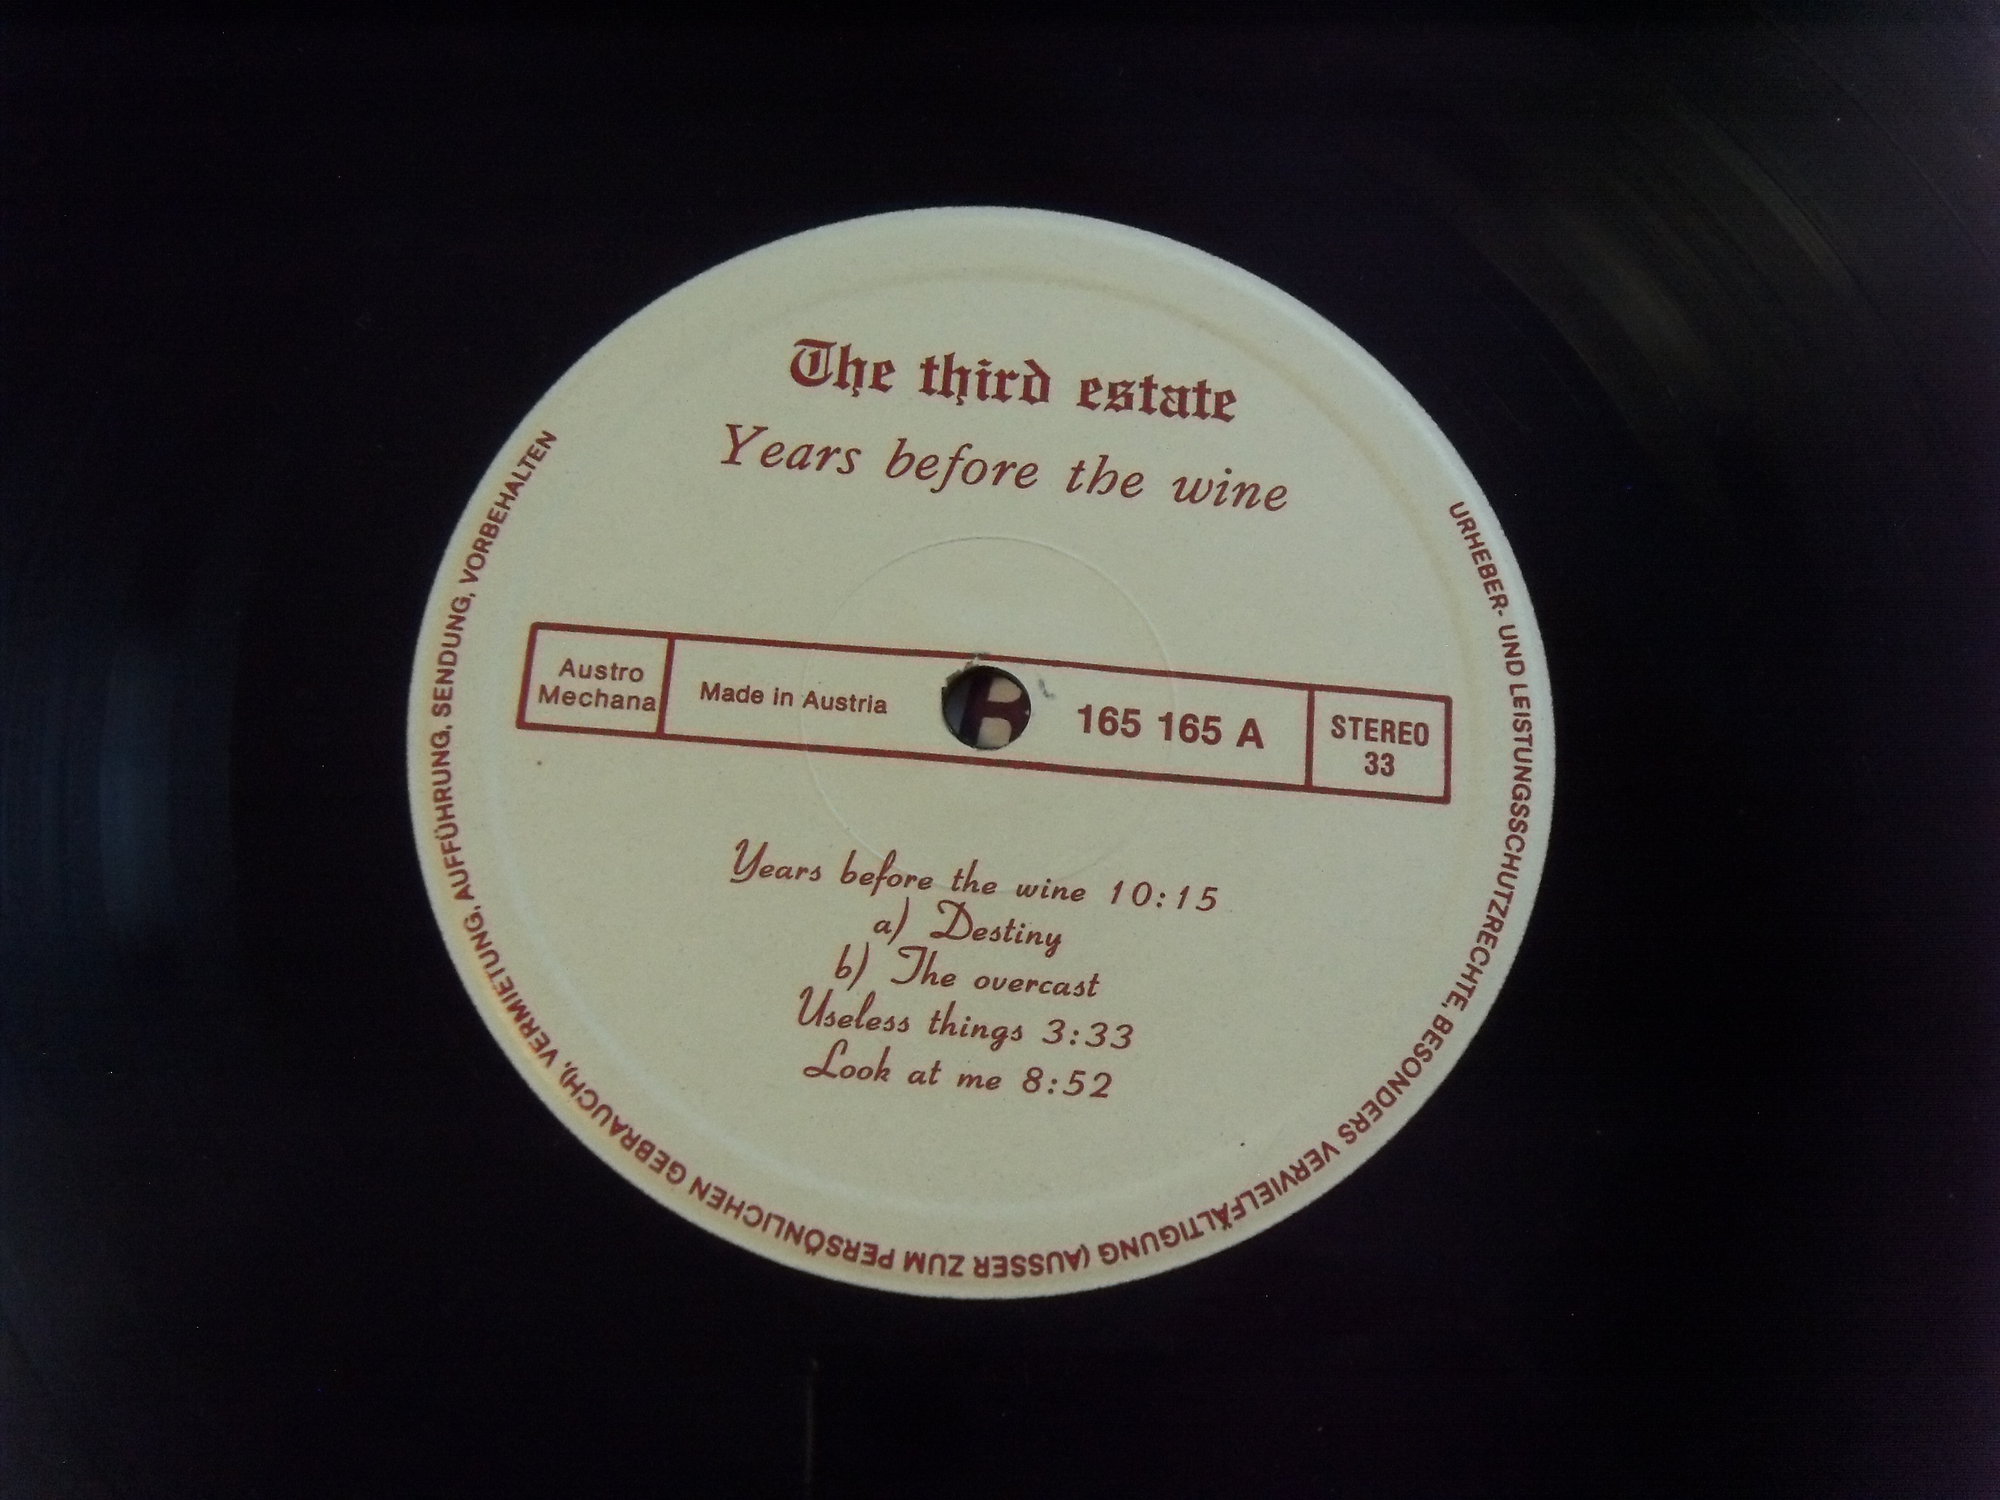 The third estate
Years before the wine
Austro
Mechana
Made in Austria
165 165 A
STEREO
33
Years before the wine 10:15
a) Destiny
b) The overcast
Useless things 3:33
Look at me 8:52
URHEBER- UND LEISTUNGSSCHUTZRECHTE, BESONDERS VERVIELFÄLTIGUNG (AUSSER ZUM PERSÖNLICHEN GEBRAUCH), VERMIETUNG, AUFFÜHRUNG, SENDUNG, VORBEHALTEN